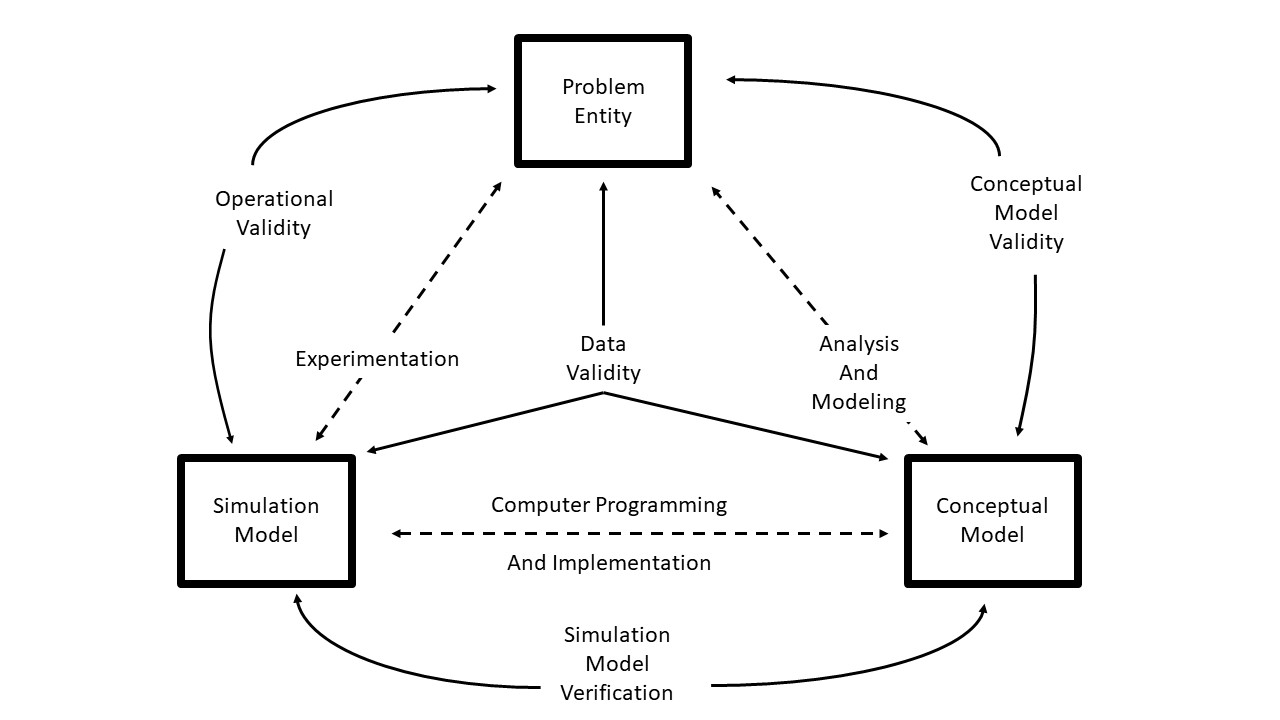 Problem
Entity
Operational
Validity
Conceptual
Model
Validity
Experimentation
Data
Validity
Analysis
And
Modeling
Simulation
Model
Computer Programming
And Implementation
Conceptual
Model
Simulation
Model
Verification